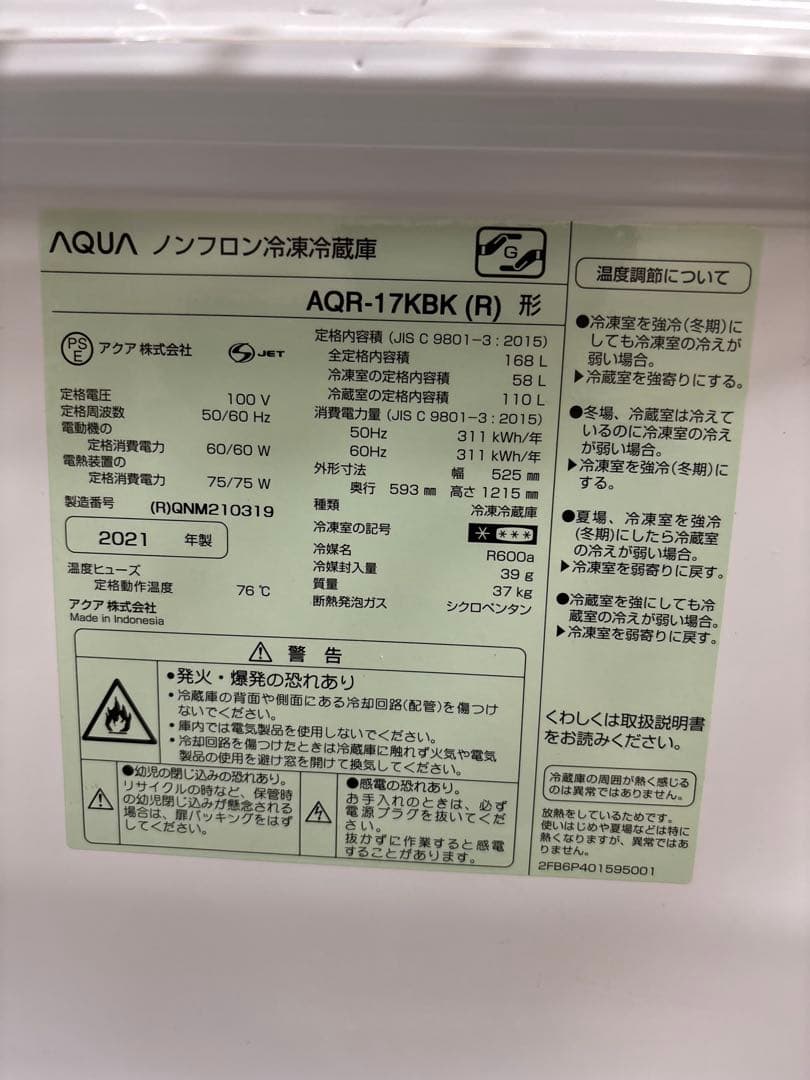 AQUA ノンフロン冷凍冷蔵庫
G
AQR-17KBK (R) 形
PS
E
アクア 株式会社
JET
定格電圧 100 V
定格周波数 50/60 Hz
電動機の
定格消費電力 60/60 W
電熱装置の
定格消費電力 75/75 W
製造番号 (R)QNM210319
2021 年製
温度ヒューズ
定格動作温度 76 ℃
アクア 株式会社
Made in Indonesia
定格内容積 (JIS C 9801-3 : 2015)
全定格内容積 168 L
冷凍室の定格内容積 58 L
冷蔵室の定格内容積 110 L
消費電力量 (JIS C 9801-3 : 2015)
50Hz 311 kWh/年
60Hz 311 kWh/年
外形寸法 幅 525 ㎜
奥行 593 ㎜ 高さ 1215 ㎜
種類 冷凍冷蔵庫
冷凍室の記号
冷媒名 R600a
冷媒封入量 39 g
質量 37 kg
断熱発泡ガス シクロペンタン
⚠ 警 告
●発火・爆発の恐れあり
・冷蔵庫の背面や側面にある冷却回路(配管)を傷つけ
ないでください。
・庫内では電気製品を使用しないでください。
・冷却回路を傷つけたときは冷蔵庫に触れず火気や電気
製品の使用を避け窓を開けて換気してください。
●幼児の閉じ込みの恐れあり。
リサイクルの時など、保管時
の幼児閉じ込みが懸念される
場合は、扉パッキングをはず
してください。
●感電の恐れあり。
お手入れのときは、必ず
電源プラグを抜いてくだ
さい。
抜かずに作業すると感電
することがあります。
温度調節について
●冷凍室を強冷(冬期)に
しても冷凍室の冷えが
弱い場合。
▶冷蔵室を強寄りにする。
●冬場、冷蔵室は冷えて
いるのに冷凍室の冷え
が弱い場合。
▶冷凍室を強冷(冬期)に
する。
●夏場、冷凍室を強冷
(冬期)にしたら冷蔵室
の冷えが弱い場合。
▶冷凍室を弱寄りに戻す。
●冷蔵室を強にしても冷
蔵室の冷えが弱い場合。
▶冷凍室を弱寄りに戻す。
くわしくは取扱説明書
をお読みください。
冷蔵庫の周囲が熱く感じる
のは異常ではありません。
放熱をしているためです。
使いはじめや夏場などは特に
熱くなりますが、異常ではあ
りません。
2FB6P401595001